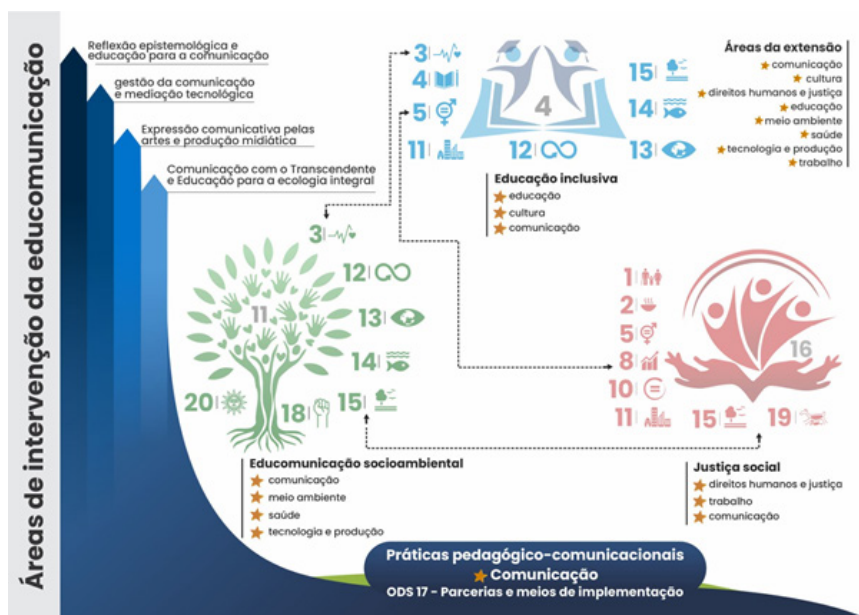 Áreas de intervenção da educomunicação
Reflexão epistemológica e
educação para a comunicação
gestão da comunicação
e mediação tecnológica
Expressão comunicativa pelas
artes e produção midiática
Comunicação com o Transcendente
e Educação para a ecologia integral
3
4
5
11
12
13
14
15
4
Áreas da extensão
comunicação
cultura
direitos humanos e justiça
educação
meio ambiente
saúde
tecnologia e produção
trabalho
Educação inclusiva
educação
cultura
comunicação
3
12
13
14
15
18
20
11
Educomunicação socioambiental
comunicação
meio ambiente
saúde
tecnologia e produção
1
2
5
8
10
11
15
19
16
Justiça social
direitos humanos e justiça
trabalho
comunicação
Práticas pedagógico-comunicacionais
Comunicação
ODS 17 - Parcerias e meios de implementação